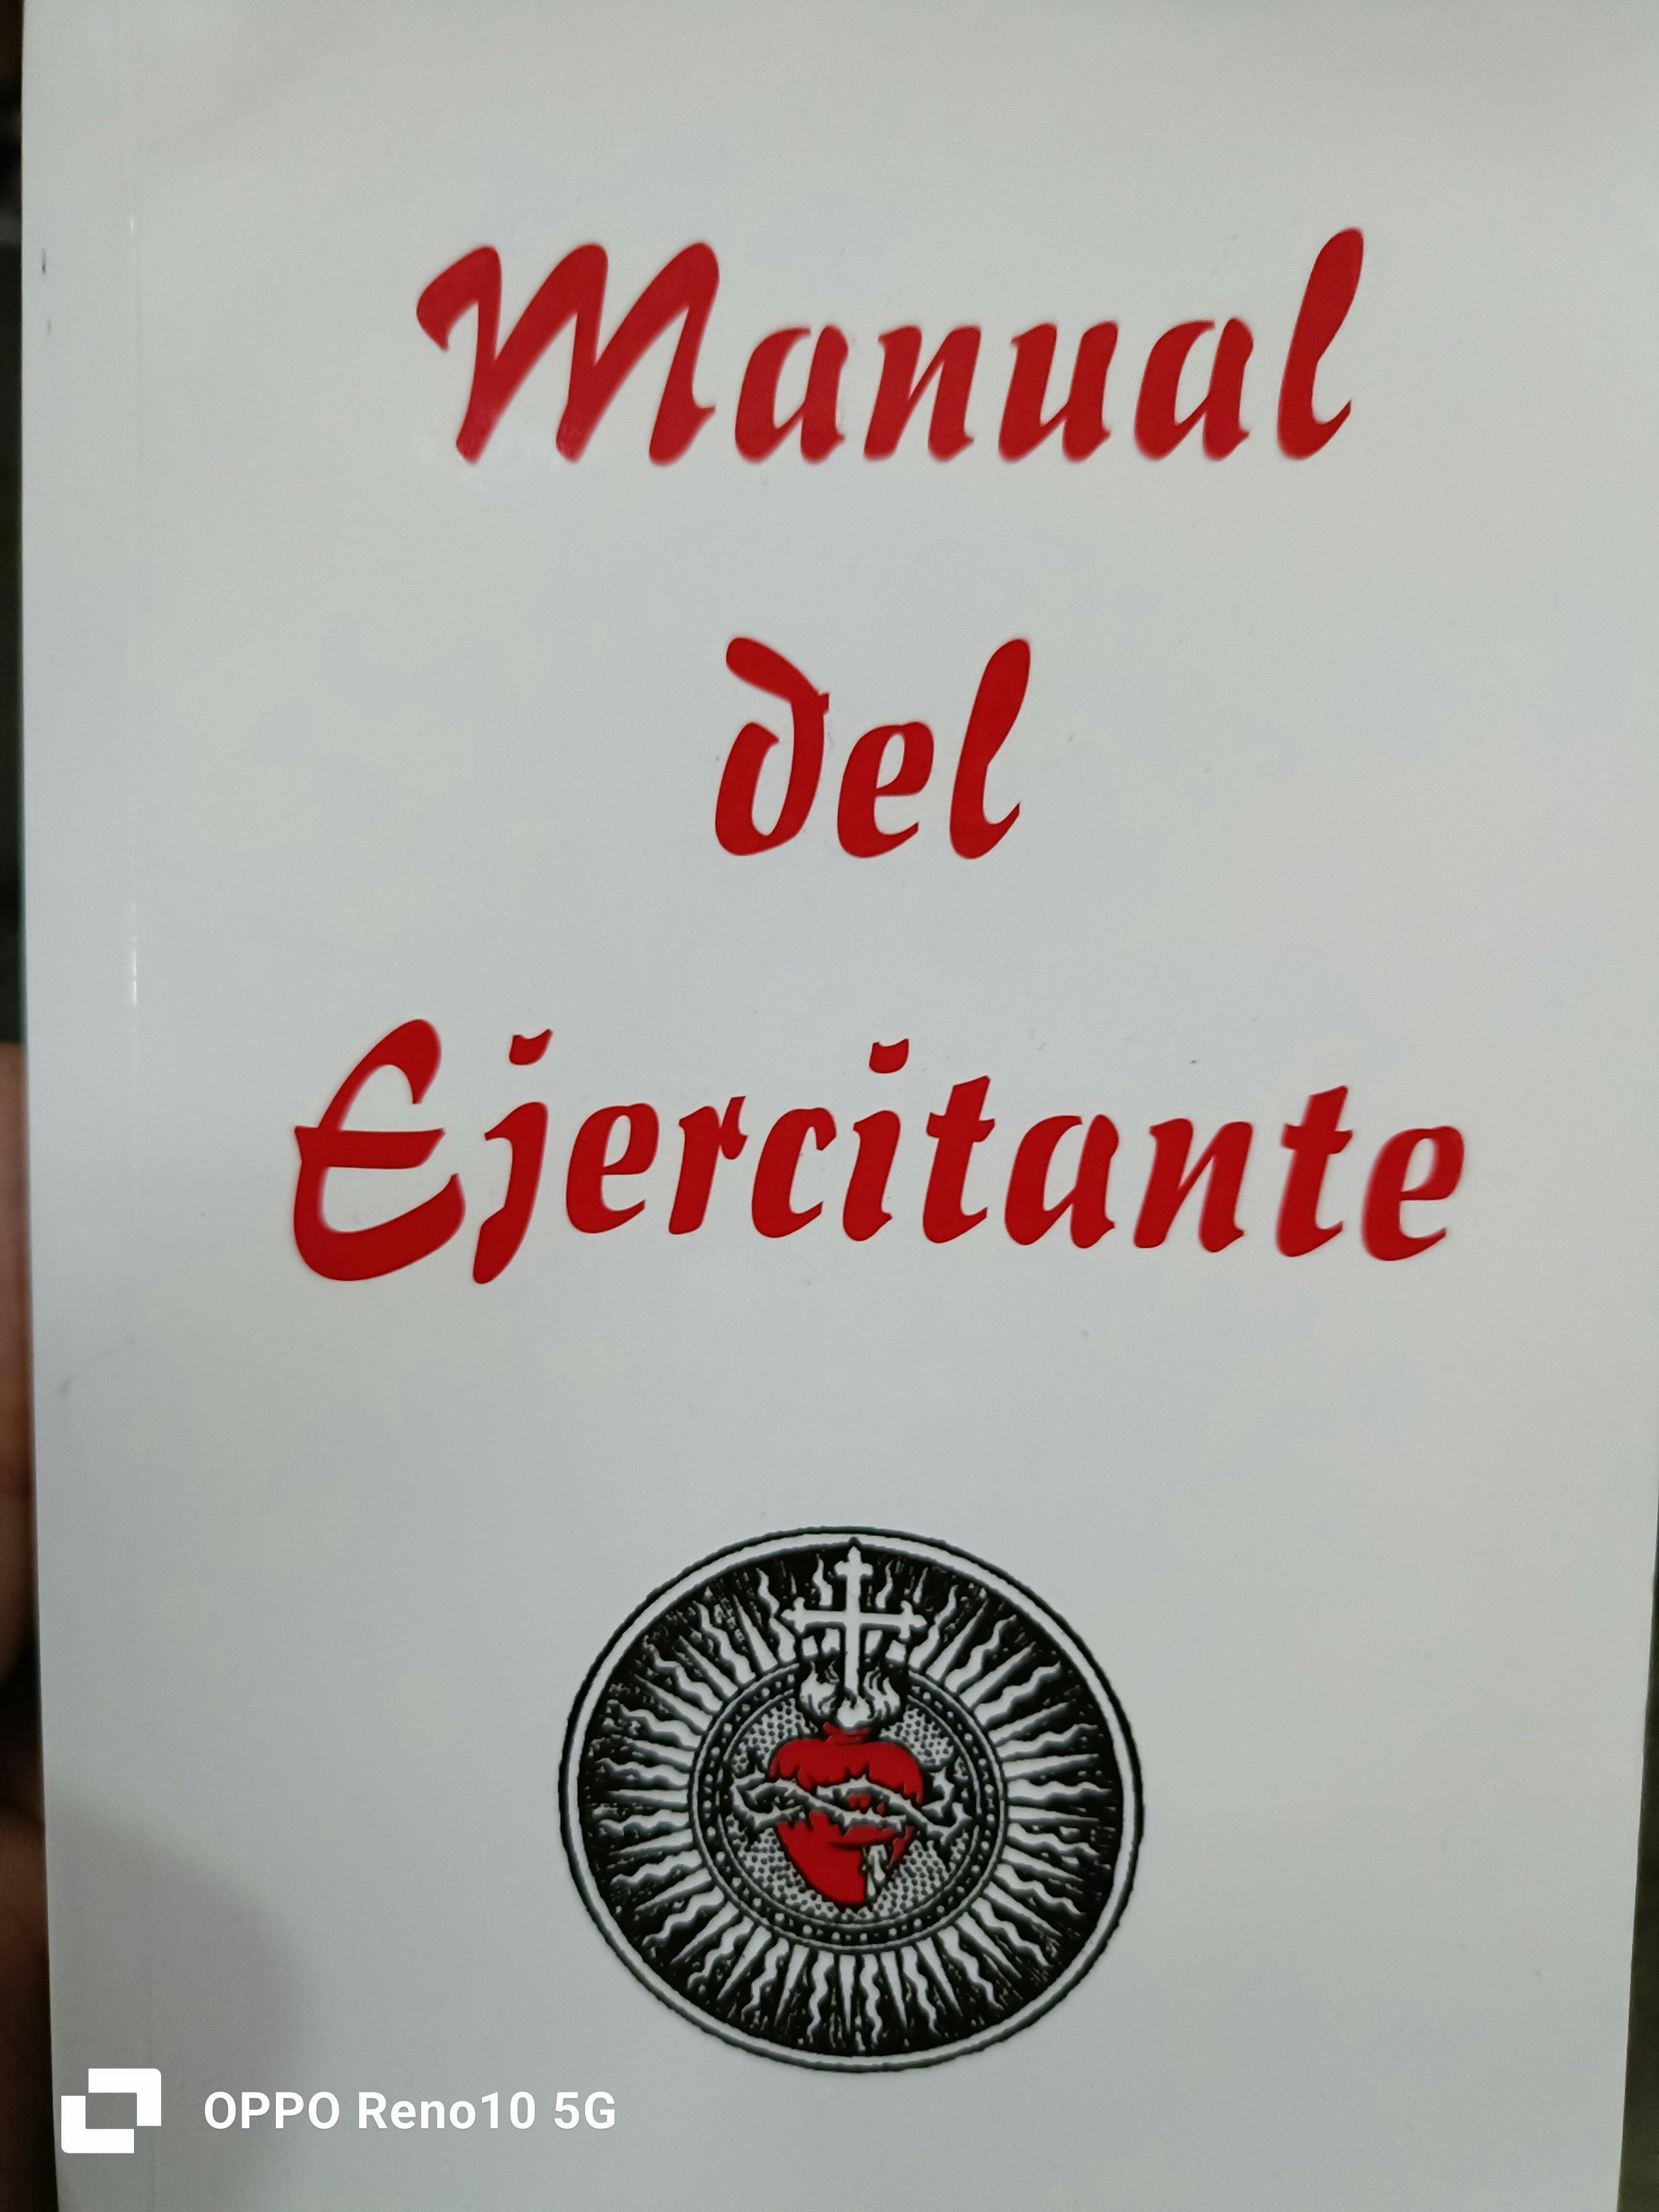 Manual
del
Ejercitante
OPPO Reno10 5G